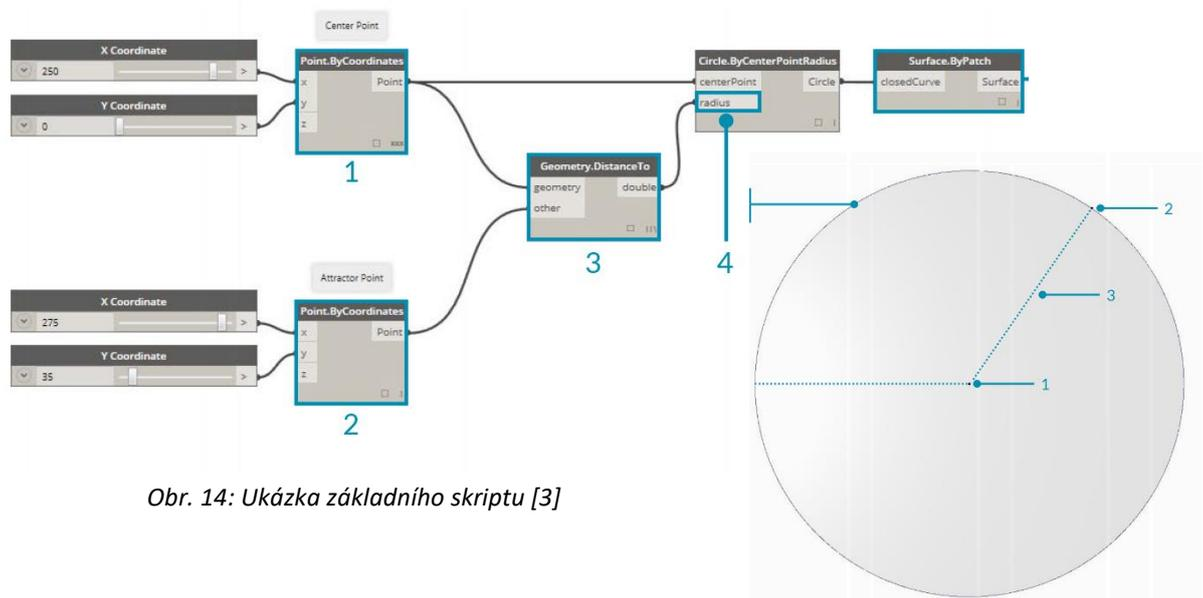 Center Point
X Coordinate
250 >
Y Coordinate
0 >
Point.ByCoordinates
x Point
y
z
1
Circle.ByCenterPointRadius
centerPoint Circle
radius
4
Surface.ByPatch
closedCurve Surface
Geometry.DistanceTo
geometry double
other
3
Attractor Point
X Coordinate
275 >
Y Coordinate
35 >
Point.ByCoordinates
x Point
y
z
2
2
3
1
Obr. 14: Ukázka základního skriptu [3]